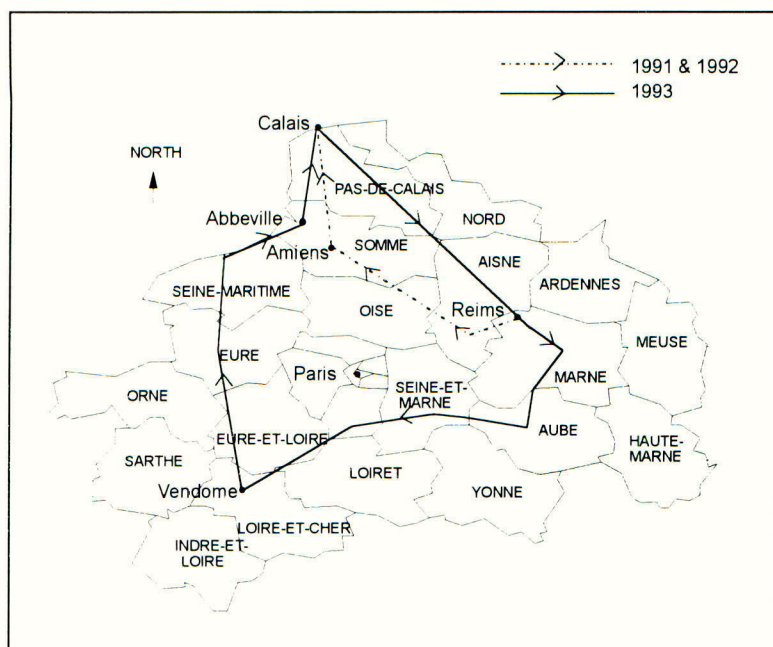 1991 & 1992
1993
Calais
NORTH
PAS-DE-CALAIS
NORD
Abbeville
SOMME
Amiens
AISNE
ARDENNES
SEINE-MARITIME
OISE
Reims
MEUSE
EURE
Paris
MARNE
SEINE-ET-
MARNE
ORNE
AUBE
EURE-ET-LOIRE
HAUTE-
MARNE
SARTHE
LOIRET
Vendome
YONNE
LOIRE-ET-CHER
INDRE-ET-
LOIRE